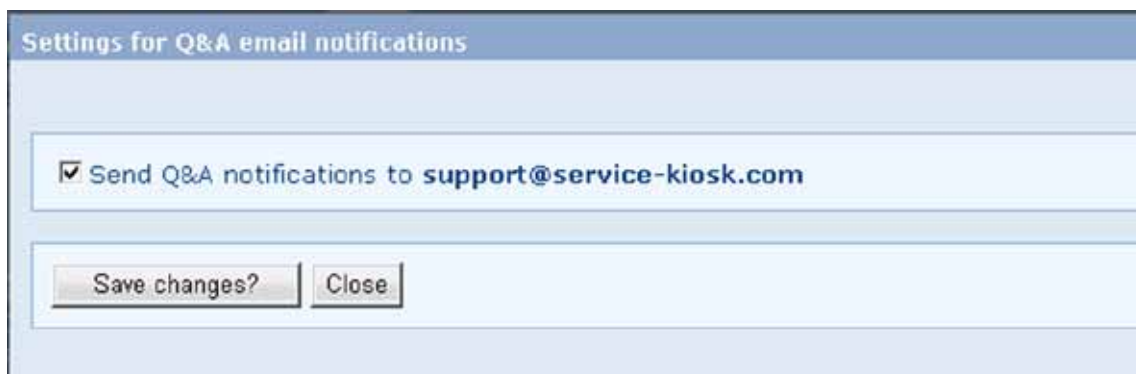 Settings for Q&A email notifications
Send Q&A notifications to support@service-kiosk.com
Save changes? Close